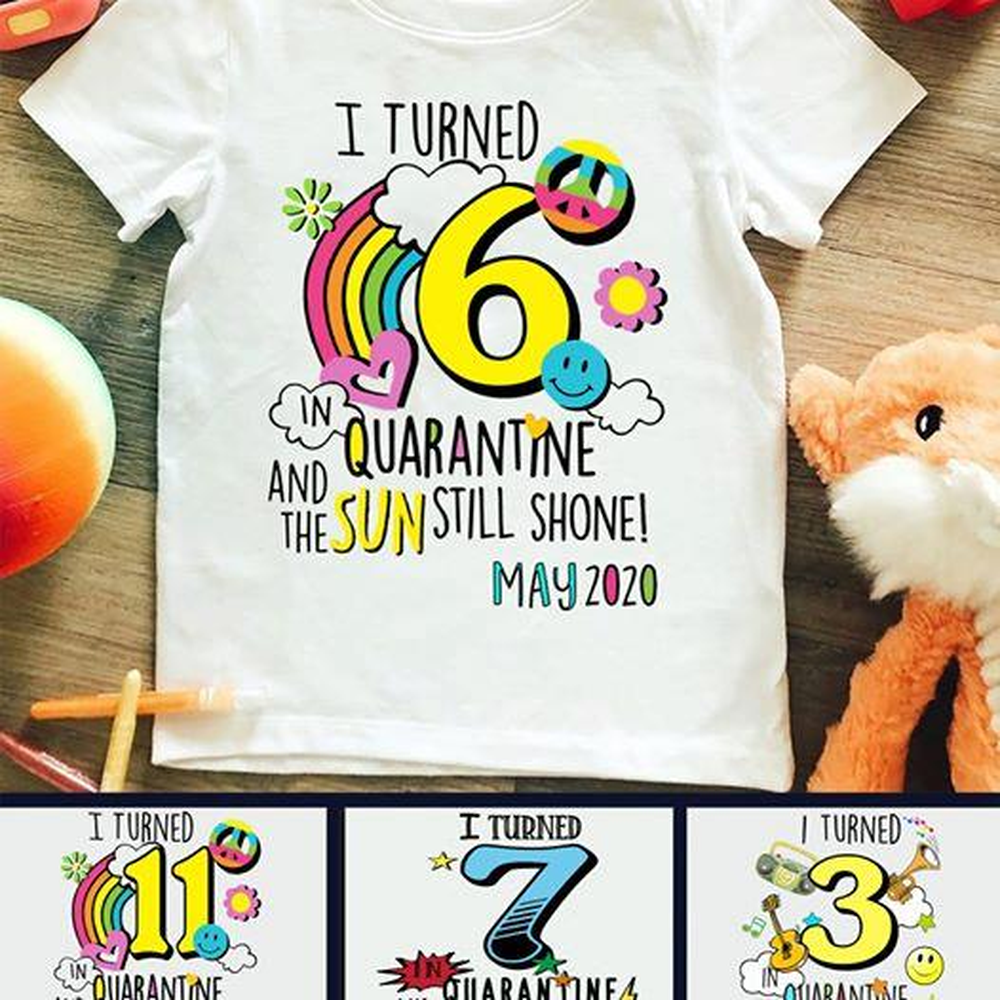 I TURNED
6
IN
QUARANTINE
AND
THE SUN STILL SHONE!
MAY 2020
I TURNED
11
IN
QUARANTINE
I TURNED
7
IN
QUARANTINE
I TURNED
3
IN
QUARANTINE